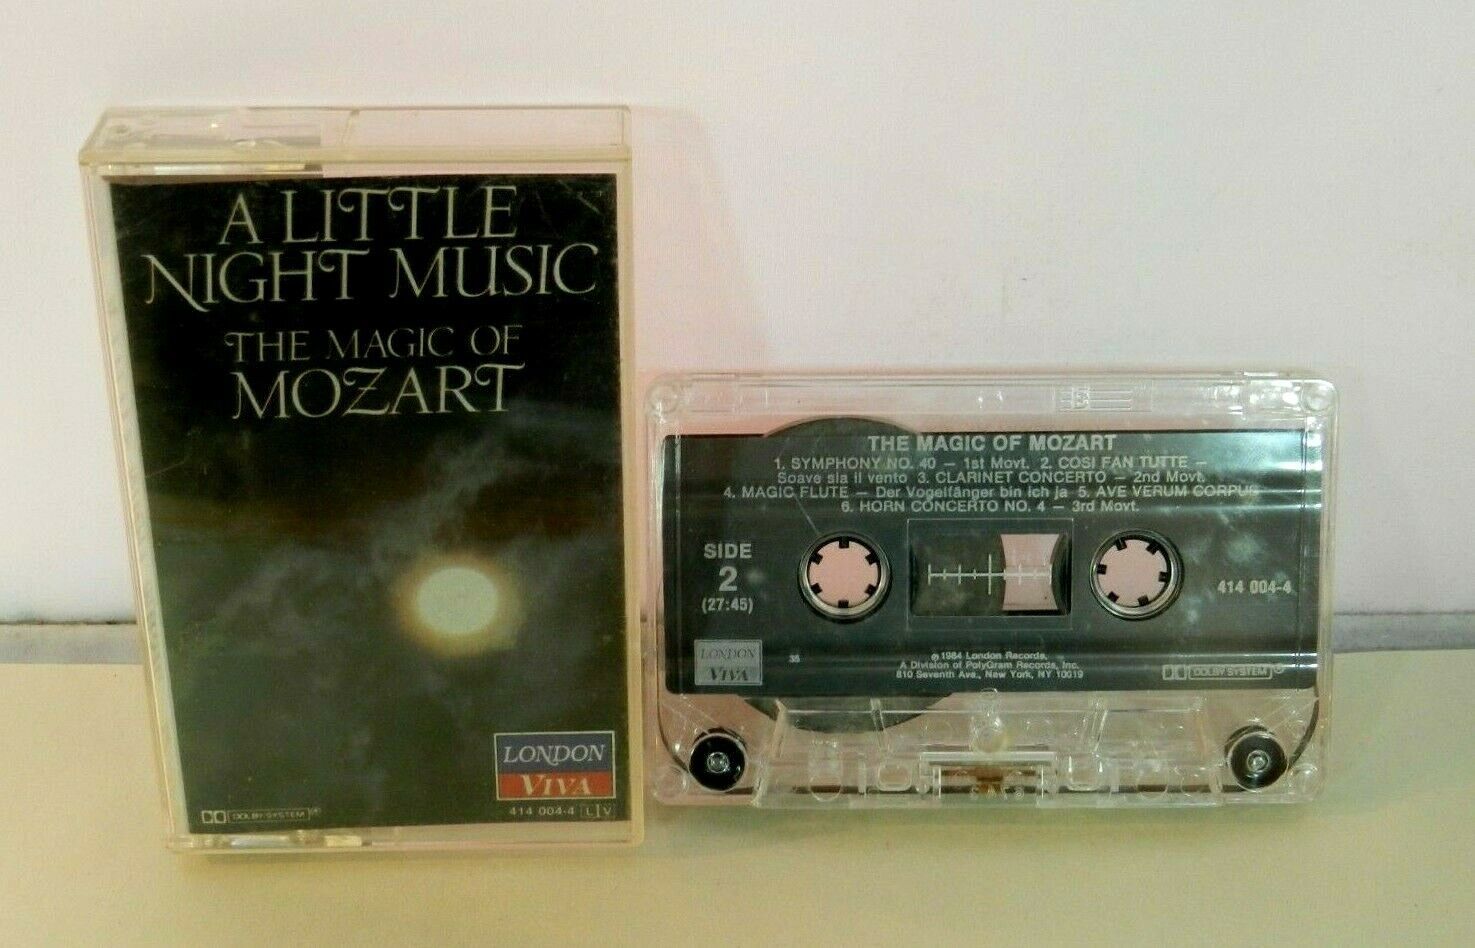 A LITTLE
NIGHT MUSIC
THE MAGIC OF
MOZART
LONDON
VIVA
DOLBY SYSTEM
414 004-4 LV
THE MAGIC OF MOZART
1. SYMPHONY NO. 40 – 1st Movt. 2. COSI FAN TUTTE –
Soave sia il vento 3. CLARINET CONCERTO – 2nd Movt.
4. MAGIC FLUTE – Der Vogelfänger bin ich ja 5. AVE VERUM CORPUS
6. HORN CONCERTO NO. 4 – 3rd Movt.
SIDE
2
(27:45)
414 004-4
LONDON
VIVA
35
℗ 1984 London Records,
A Division of PolyGram Records, Inc.
810 Seventh Ave., New York, NY 10019
DOLBY SYSTEM®